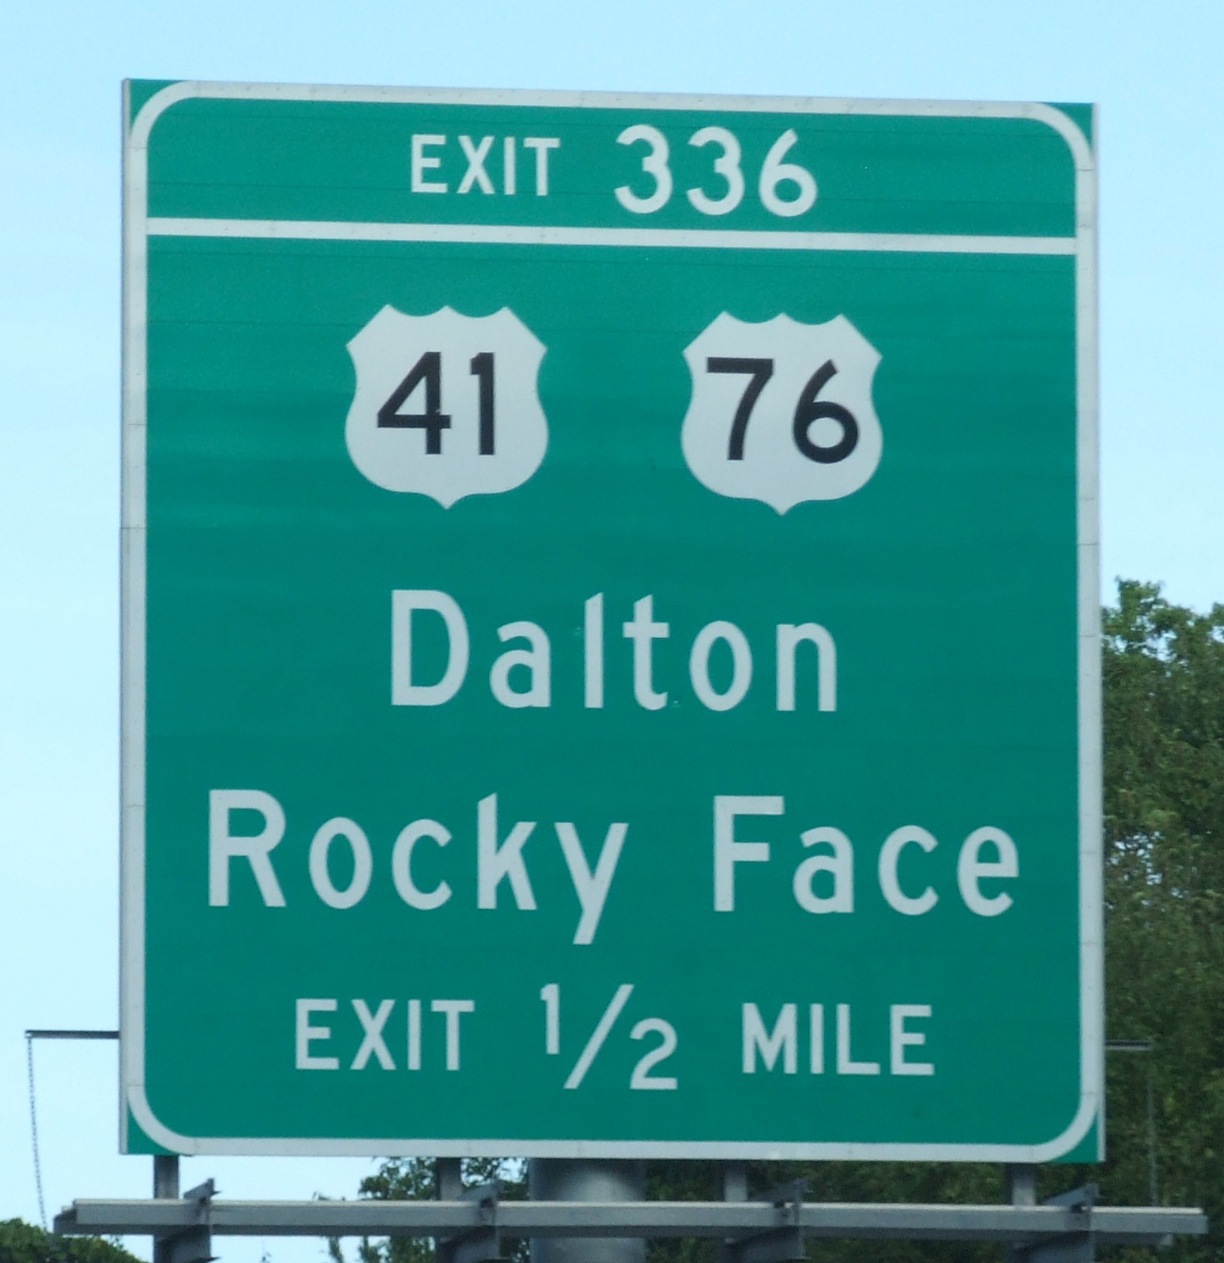 EXIT 336
41 76
Dalton
Rocky Face
EXIT 1/2 MILE